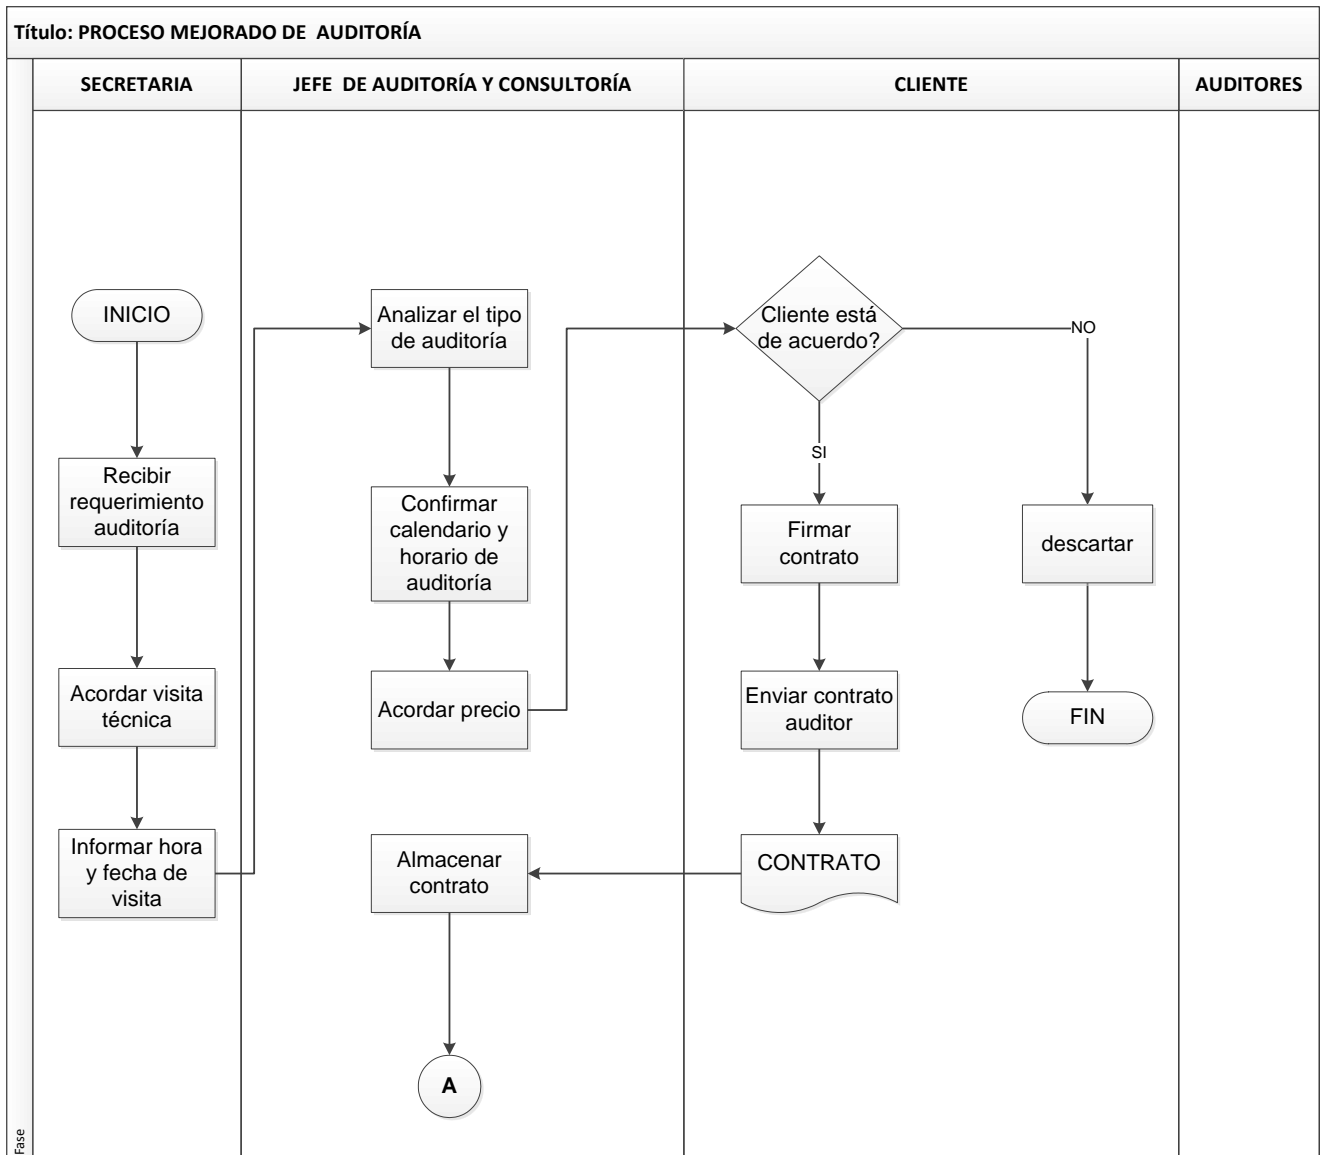 Título: PROCESO MEJORADO DE AUDITORÍA
SECRETARIA
JEFE DE AUDITORÍA Y CONSULTORÍA
CLIENTE
AUDITORES
INICIO
Recibir
requerimiento
auditoría
Acordar visita
técnica
Informar hora
y fecha de
visita
Analizar el tipo
de auditoría
Confirmar
calendario y
horario de
auditoría
Acordar precio
Almacenar
contrato
A
Cliente está
de acuerdo?
SI
NO
Firmar
contrato
Enviar contrato
auditor
CONTRATO
descartar
FIN
Fase